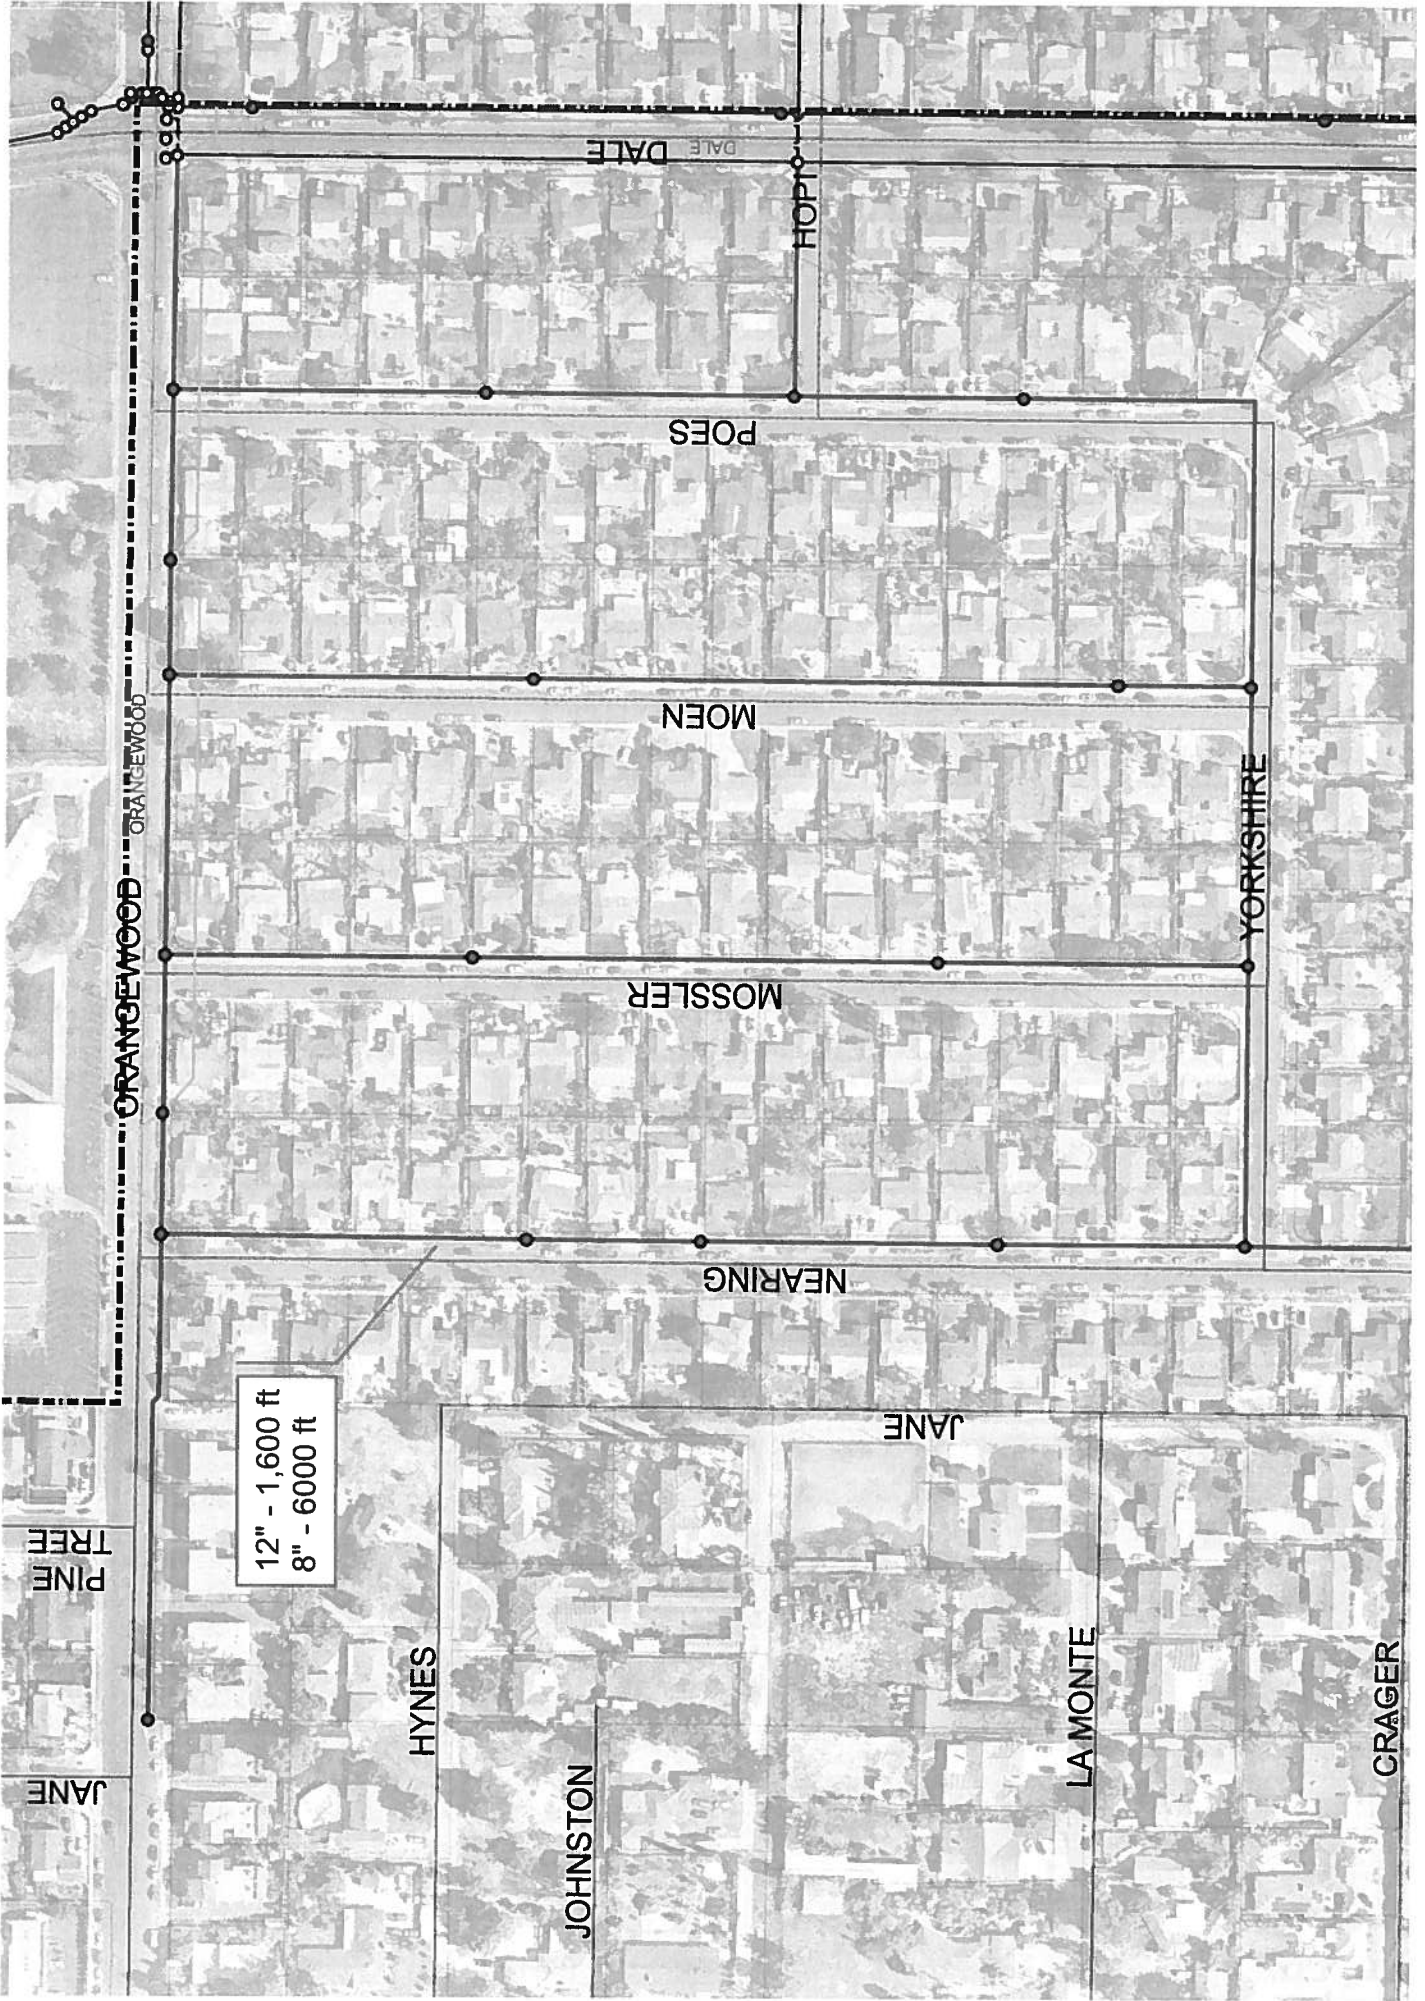 DALE
DALE
HOPI
POES
ORANGEWOOD
ORANGEWOOD
MOEN
YORKSHIRE
MOSSLER
NEARING
12" - 1,600 ft
8" - 6000 ft
JANE
PINE
TREE
HYNES
LA MONTE
CRAGER
JANE
JOHNSTON